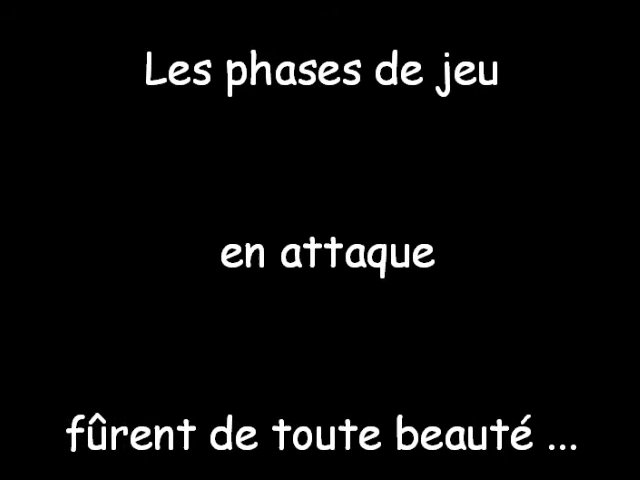 Les phases de jeu
en attaque
fûrent de toute beauté ...